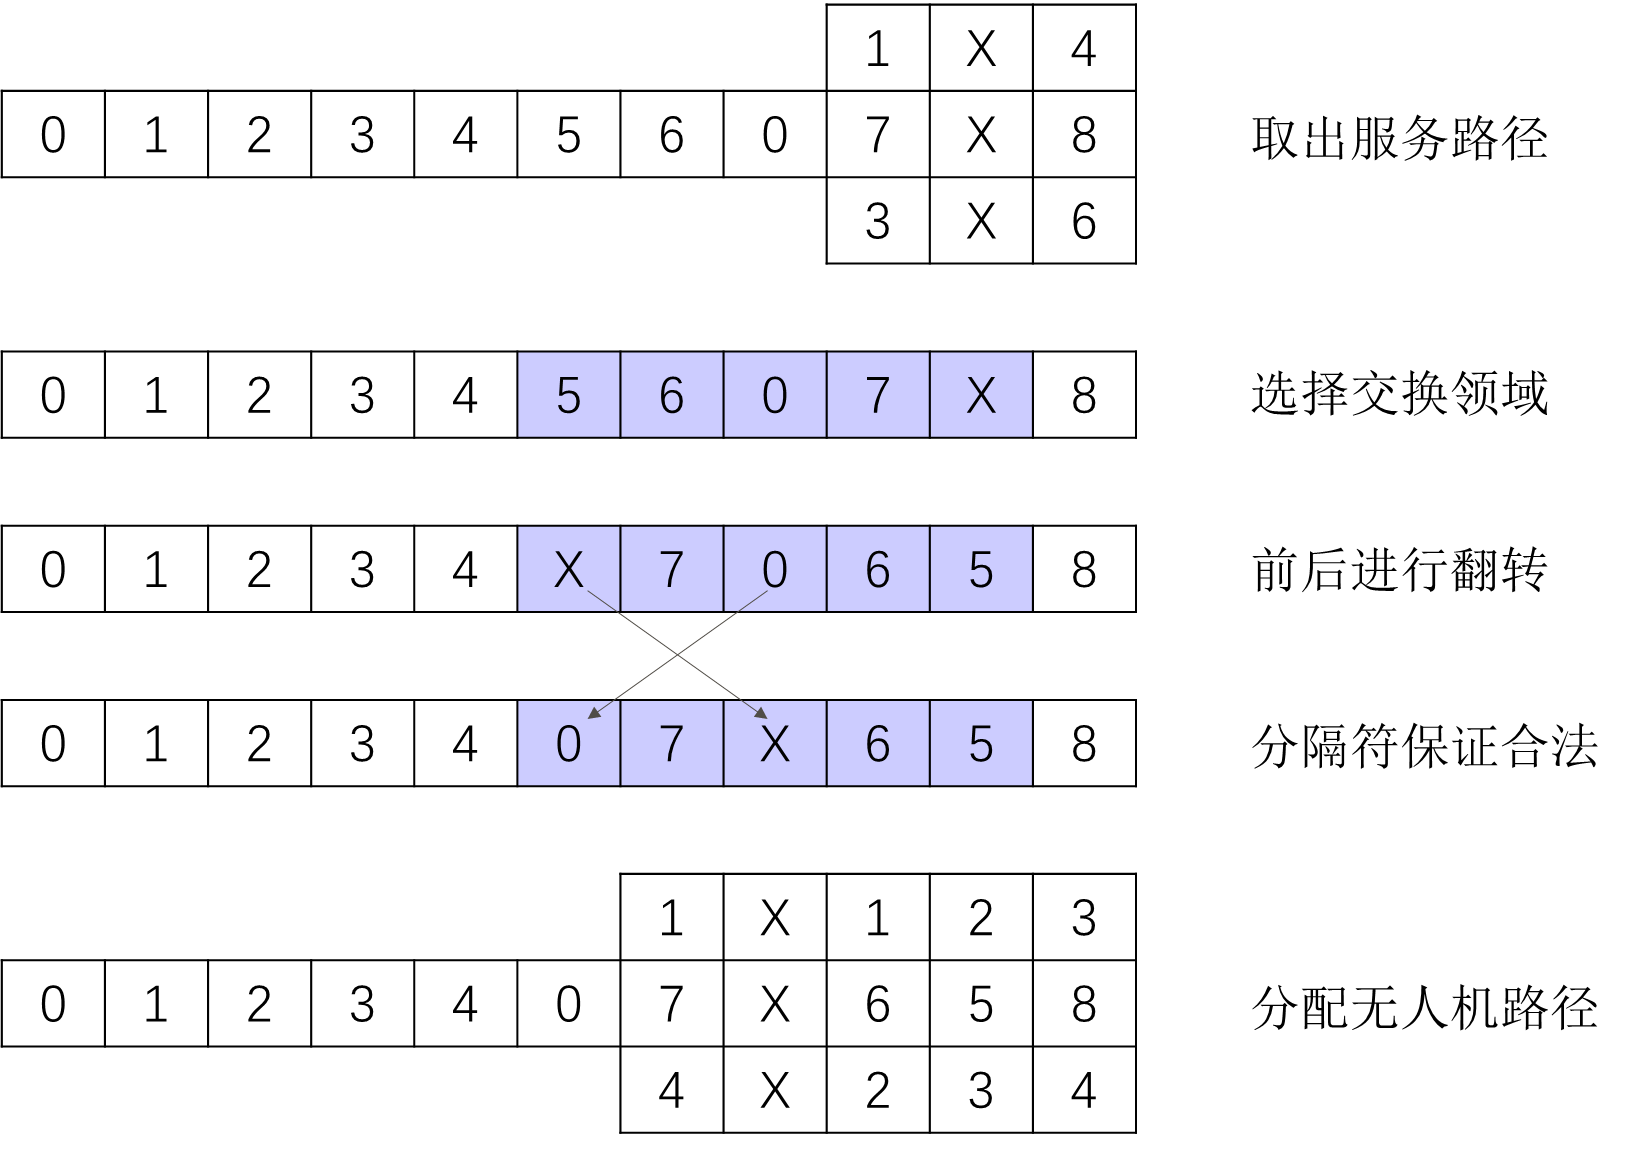 1 X 4
0 1 2 3 4 5 6 0 7 X 8 取出服务路径
3 X 6
0 1 2 3 4 5 6 0 7 X 8 选择交换领域
0 1 2 3 4 X 7 0 6 5 8 前后进行翻转
0 1 2 3 4 0 7 X 6 5 8 分隔符保证合法
1 X 1 2 3
0 1 2 3 4 0 7 X 6 5 8 分配无人机路径
4 X 2 3 4